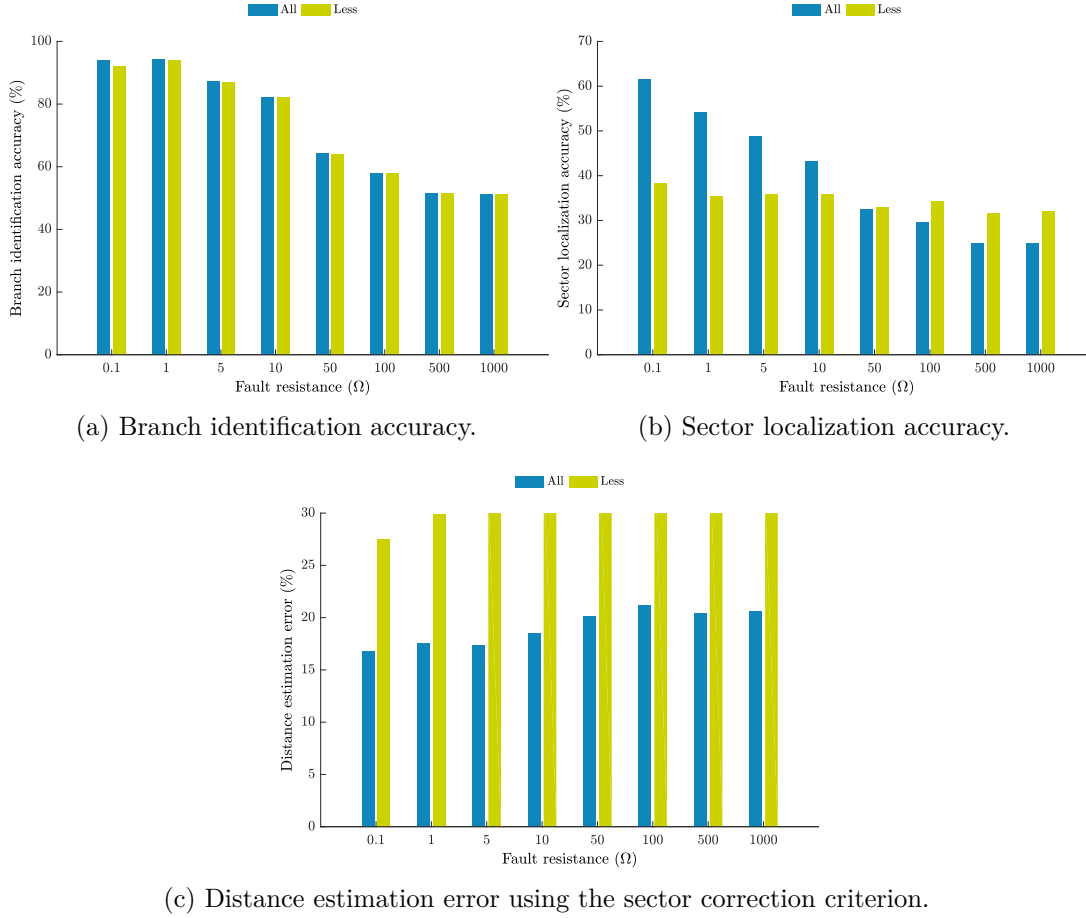 All Less
Branch identification accuracy (%)
100
80
60
40
20
0
0.1 1 5 10 50 100 500 1000
Fault resistance (Ω)
(a) Branch identification accuracy.
All Less
Sector localization accuracy (%)
70
60
50
40
30
20
10
0
0.1 1 5 10 50 100 500 1000
Fault resistance (Ω)
(b) Sector localization accuracy.
All Less
Distance estimation error (%)
30
25
20
15
10
5
0
0.1 1 5 10 50 100 500 1000
Fault resistance (Ω)
(c) Distance estimation error using the sector correction criterion.